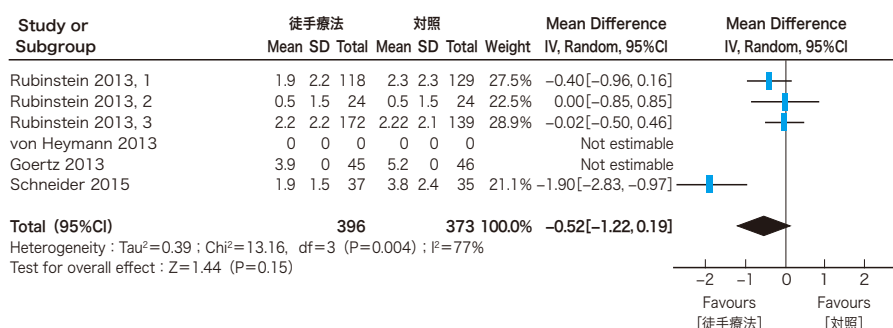 Study or 徒手療法 対照 Mean Difference Mean Difference
Subgroup Mean SD Total Mean SD Total Weight IV, Random, 95%CI IV, Random, 95%CI
Rubinstein 2013, 1 1.9 2.2 118 2.3 2.3 129 27.5% −0.40[−0.96, 0.16]
Rubinstein 2013, 2 0.5 1.5 24 0.5 1.5 24 22.5% 0.00[−0.85, 0.85]
Rubinstein 2013, 3 2.2 2.2 172 2.22 2.1 139 28.9% −0.02[−0.50, 0.46]
von Heymann 2013 0 0 0 0 0 0 Not estimable
Goertz 2013 3.9 0 45 5.2 0 46 Not estimable
Schneider 2015 1.9 1.5 37 3.8 2.4 35 21.1% −1.90[−2.83, −0.97]
Total (95%CI) 396 373 100.0% −0.52[−1.22, 0.19]
Heterogeneity：Tau²＝0.39；Chi²＝13.16, df＝3（P＝0.004）；I²＝77%
Test for overall effect：Z＝1.44（P＝0.15）
−2 −1 0 1 2
Favours Favours
[徒手療法] [対照]